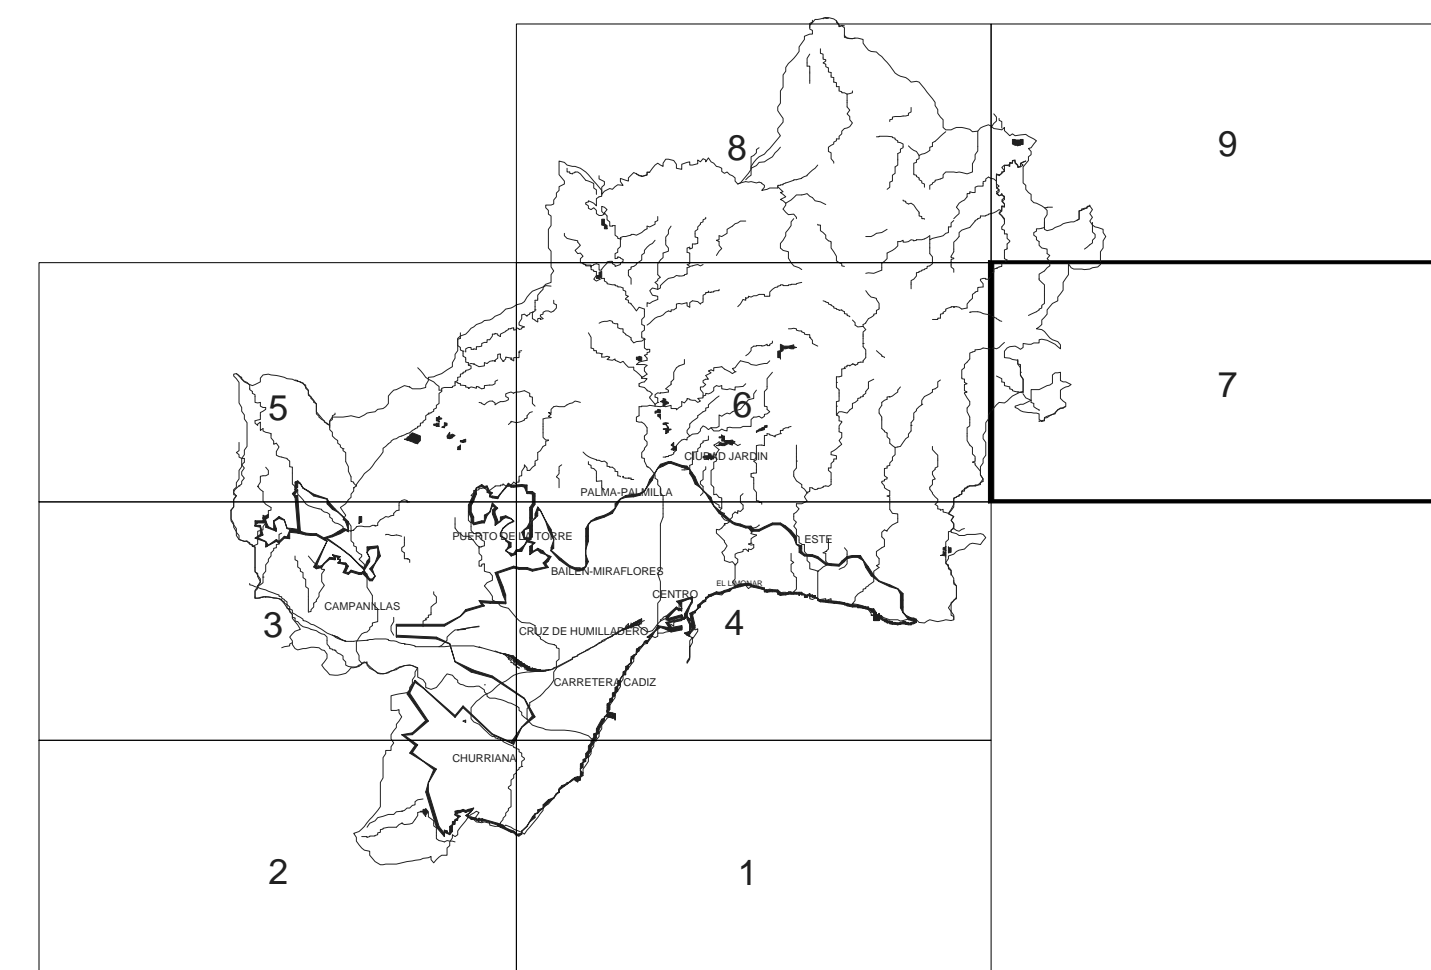 8
9
7
5
6
CIUDAD JARDIN
PALMA-PALMILLA
PUERTO DE LA TORRE
ESTE
BAILEN-MIRAFLORES
EL LIMONAR
CENTRO
CAMPANILLAS
3
CRUZ DE HUMILLADERO
4
CARRETERA CADIZ
CHURRIANA
2
1